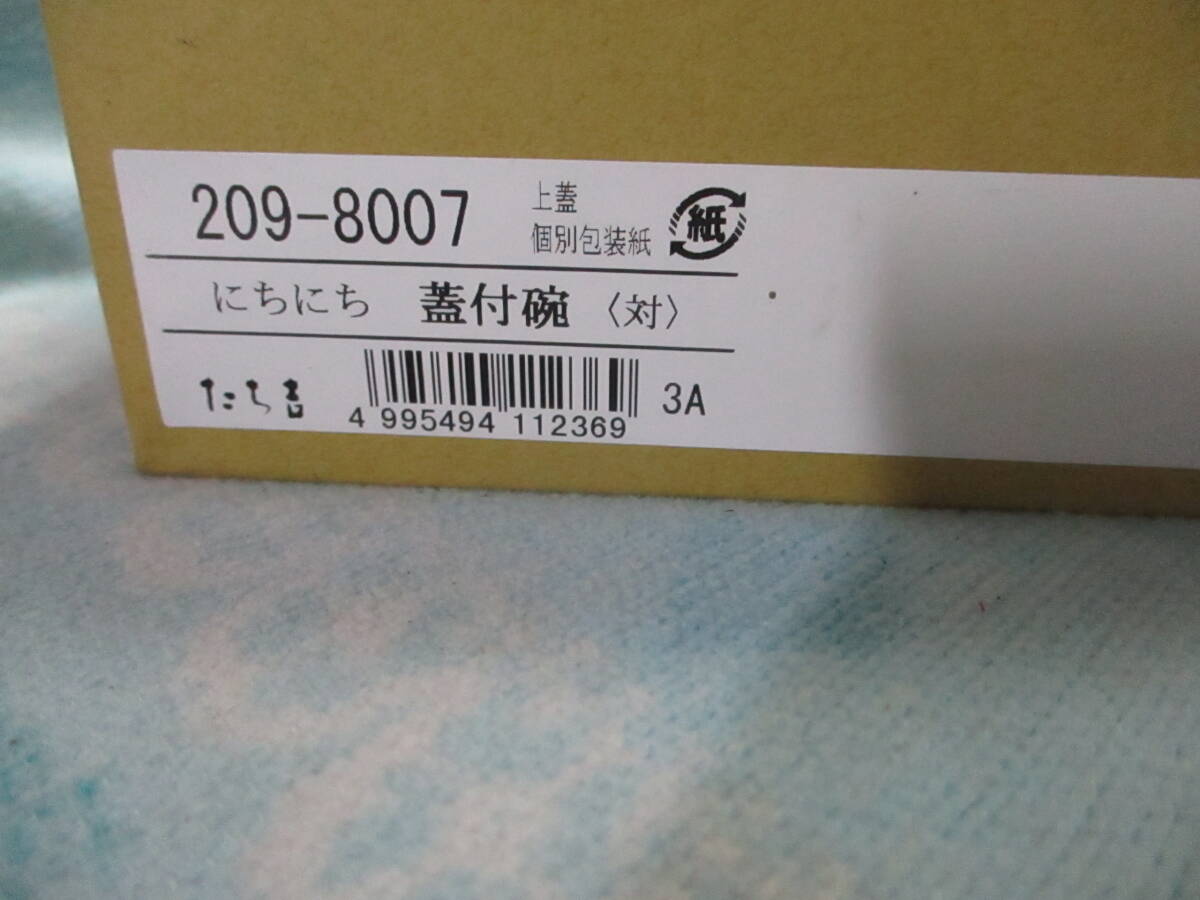 209-8007
上蓋
個別包装紙
紙
にちにち 蓋付碗〈対〉
たち吉
4 995494 112369
3A